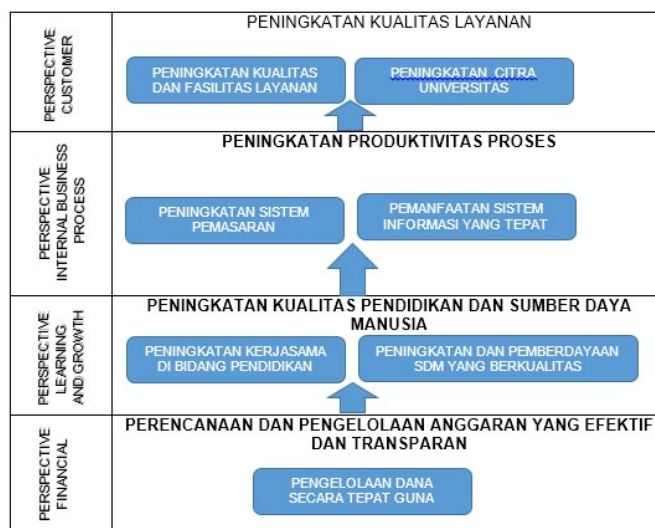 PERSPECTIVE
CUSTOMER
PENINGKATAN KUALITAS LAYANAN
PENINGKATAN KUALITAS
DAN FASILITAS LAYANAN
PENINGKATAN CITRA
UNIVERSITAS
PERSPECTIVE
INTERNAL BUSINESS
PROCESS
PENINGKATAN PRODUKTIVITAS PROSES
PENINGKATAN SISTEM
PEMASARAN
PEMANFAATAN SISTEM
INFORMASI YANG TEPAT
PERSPECTIVE
LEARNING
AND GROWTH
PENINGKATAN KUALITAS PENDIDIKAN DAN SUMBER DAYA
MANUSIA
PENINGKATAN KERJASAMA
DI BIDANG PENDIDIKAN
PENINGKATAN DAN PEMBERDAYAAN
SDM YANG BERKUALITAS
PERSPECTIVE
FINANCIAL
PERENCANAAN DAN PENGELOLAAN ANGGARAN YANG EFEKTIF
DAN TRANSPARAN
PENGELOLAAN DANA
SECARA TEPAT GUNA